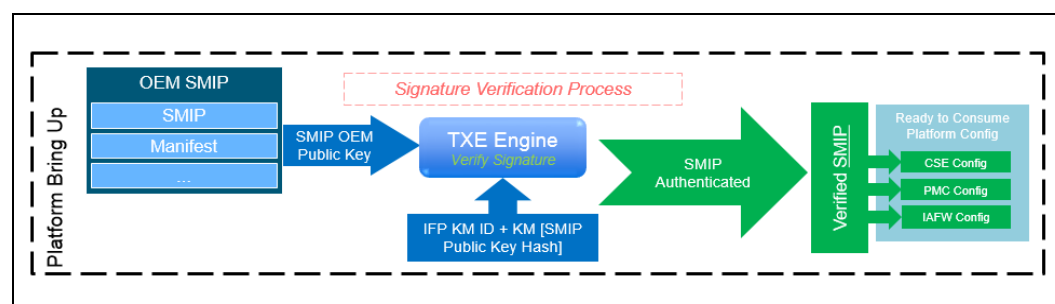 Platform Bring Up
OEM SMIP
SMIP
Manifest
...
SMIP OEM
Public Key
Signature Verification Process
TXE Engine
Verify Signature
IFP KM ID + KM [SMIP
Public Key Hash]
SMIP
Authenticated
Verified SMIP
Ready to Consume
Platform Config
CSE Config
PMC Config
IAFW Config